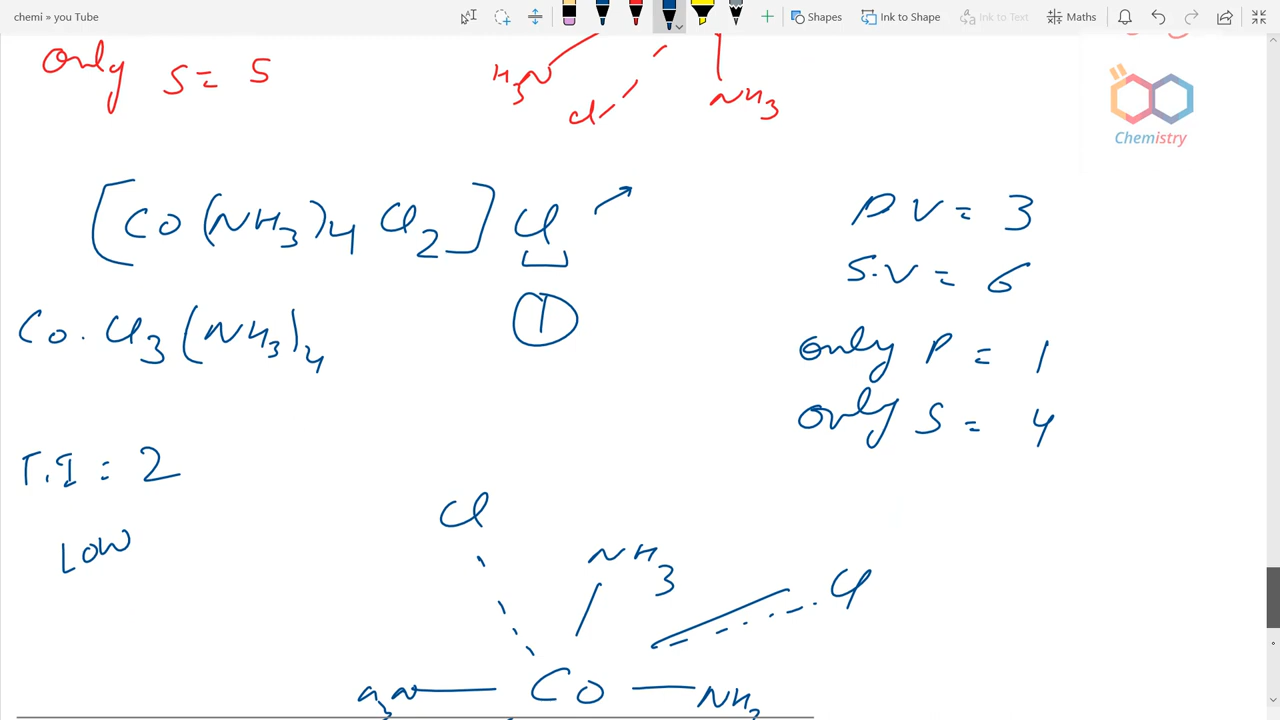 chemi » you Tube
Shapes Ink to Shape Ink to Text Maths
only S = 5
H3N
Cl
NH3
Chemistry
[Co(NH3)4 Cl2] Cl
1
Co. Cl3(NH3)4
P V = 3
S.V = 6
only P = 1
only S = 4
T.I = 2
LOW
Cl
NH3
Cl
H3N Co NH3